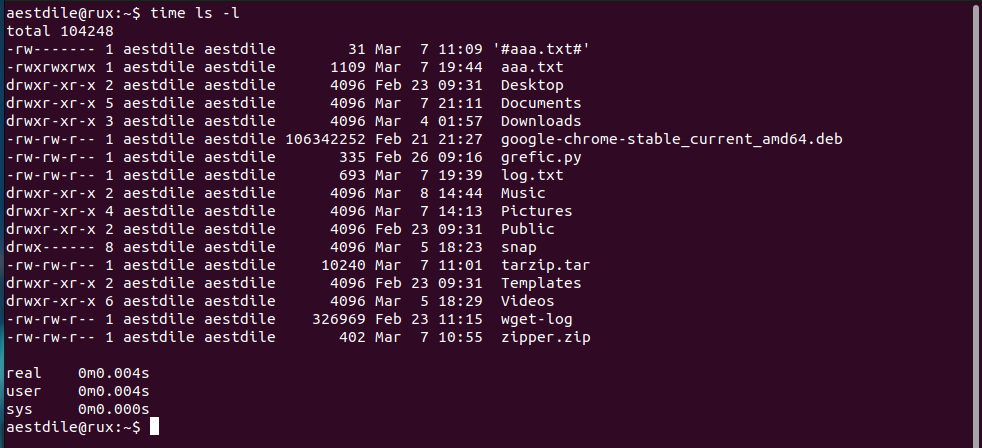 aestdile@rux:~$ time ls -l
total 104248
-rw------- 1 aestdile aestdile        31 Mar  7 11:09 '#aaa.txt#'
-rwxrwxrwx 1 aestdile aestdile      1109 Mar  7 19:44  aaa.txt
drwxr-xr-x 2 aestdile aestdile      4096 Feb 23 09:31  Desktop
drwxr-xr-x 5 aestdile aestdile      4096 Mar  7 21:11  Documents
drwxr-xr-x 3 aestdile aestdile      4096 Mar  4 01:57  Downloads
-rw-rw-r-- 1 aestdile aestdile 106342252 Feb 21 21:27  google-chrome-stable_current_amd64.deb
-rw-rw-r-- 1 aestdile aestdile       335 Feb 26 09:16  grefic.py
-rw-rw-r-- 1 aestdile aestdile       693 Mar  7 19:39  log.txt
drwxr-xr-x 2 aestdile aestdile      4096 Mar  8 14:44  Music
drwxr-xr-x 4 aestdile aestdile      4096 Mar  7 14:13  Pictures
drwxr-xr-x 2 aestdile aestdile      4096 Feb 23 09:31  Public
drwx------ 8 aestdile aestdile      4096 Mar  5 18:23  snap
-rw-rw-r-- 1 aestdile aestdile     10240 Mar  7 11:01  tarzip.tar
drwxr-xr-x 2 aestdile aestdile      4096 Feb 23 09:31  Templates
drwxr-xr-x 6 aestdile aestdile      4096 Mar  5 18:29  Videos
-rw-rw-r-- 1 aestdile aestdile    326969 Feb 23 11:15  wget-log
-rw-rw-r-- 1 aestdile aestdile       402 Mar  7 10:55  zipper.zip

real    0m0.004s
user    0m0.004s
sys     0m0.000s
aestdile@rux:~$